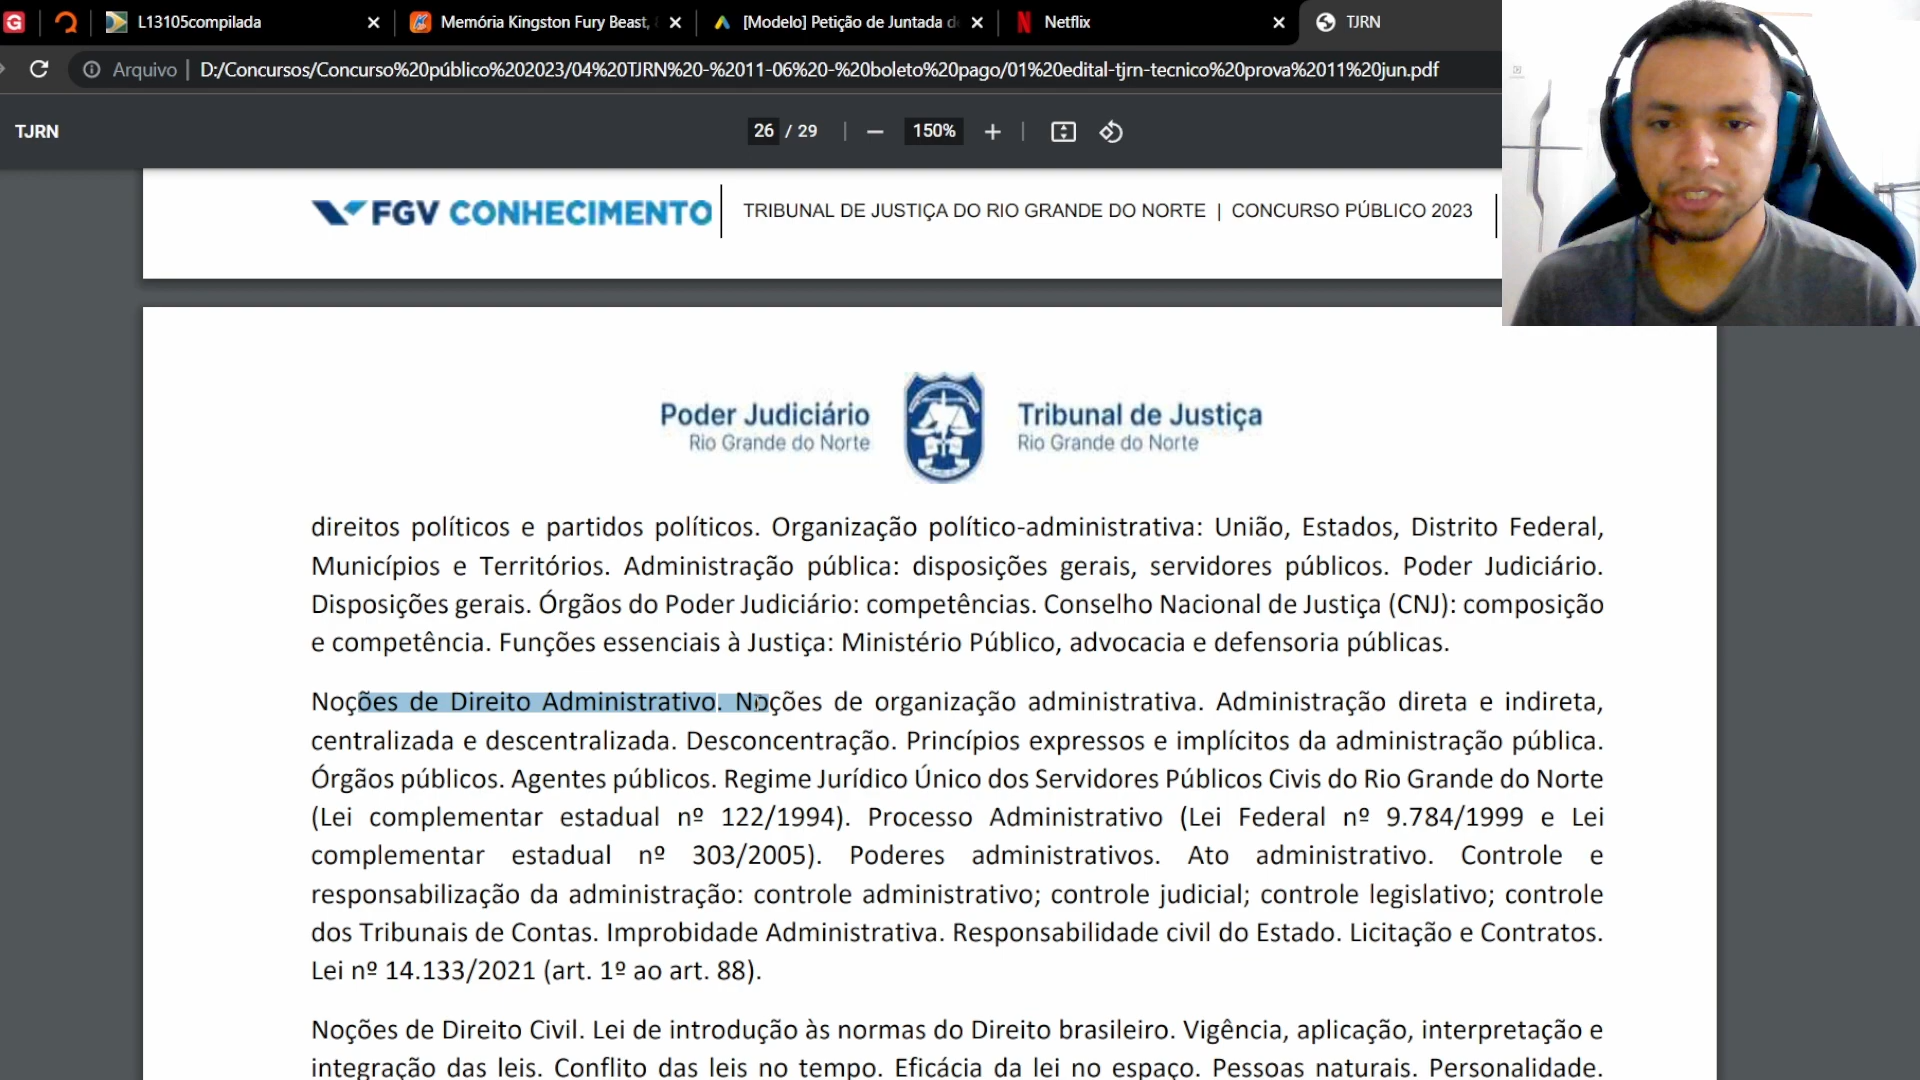 L13105compilada
Memória Kingston Fury Beast,
[Modelo] Petição de Juntada d
Netflix
TJRN
Arquivo
D:/Concursos/Concurso%20público%202023/04%20TJRN%20-%2011-06%20-%20boleto%20pago/01%20edital-tjrn-tecnico%20prova%2011%20jun.pdf
TJRN
26 / 29
150%
FGV CONHECIMENTO
TRIBUNAL DE JUSTIÇA DO RIO GRANDE DO NORTE | CONCURSO PÚBLICO 2023
Poder Judiciário
Rio Grande do Norte
Tribunal de Justiça
Rio Grande do Norte
direitos políticos e partidos políticos. Organização político-administrativa: União, Estados, Distrito Federal,
Municípios e Territórios. Administração pública: disposições gerais, servidores públicos. Poder Judiciário.
Disposições gerais. Órgãos do Poder Judiciário: competências. Conselho Nacional de Justiça (CNJ): composição
e competência. Funções essenciais à Justiça: Ministério Público, advocacia e defensoria públicas.
Noções de Direito Administrativo. Noções de organização administrativa. Administração direta e indireta,
centralizada e descentralizada. Desconcentração. Princípios expressos e implícitos da administração pública.
Órgãos públicos. Agentes públicos. Regime Jurídico Único dos Servidores Públicos Civis do Rio Grande do Norte
(Lei complementar estadual nº 122/1994). Processo Administrativo (Lei Federal nº 9.784/1999 e Lei
complementar estadual nº 303/2005). Poderes administrativos. Ato administrativo. Controle e
responsabilização da administração: controle administrativo; controle judicial; controle legislativo; controle
dos Tribunais de Contas. Improbidade Administrativa. Responsabilidade civil do Estado. Licitação e Contratos.
Lei nº 14.133/2021 (art. 1º ao art. 88).
Noções de Direito Civil. Lei de introdução às normas do Direito brasileiro. Vigência, aplicação, interpretação e
integração das leis. Conflito das leis no tempo. Eficácia da lei no espaço. Pessoas naturais. Personalidade.